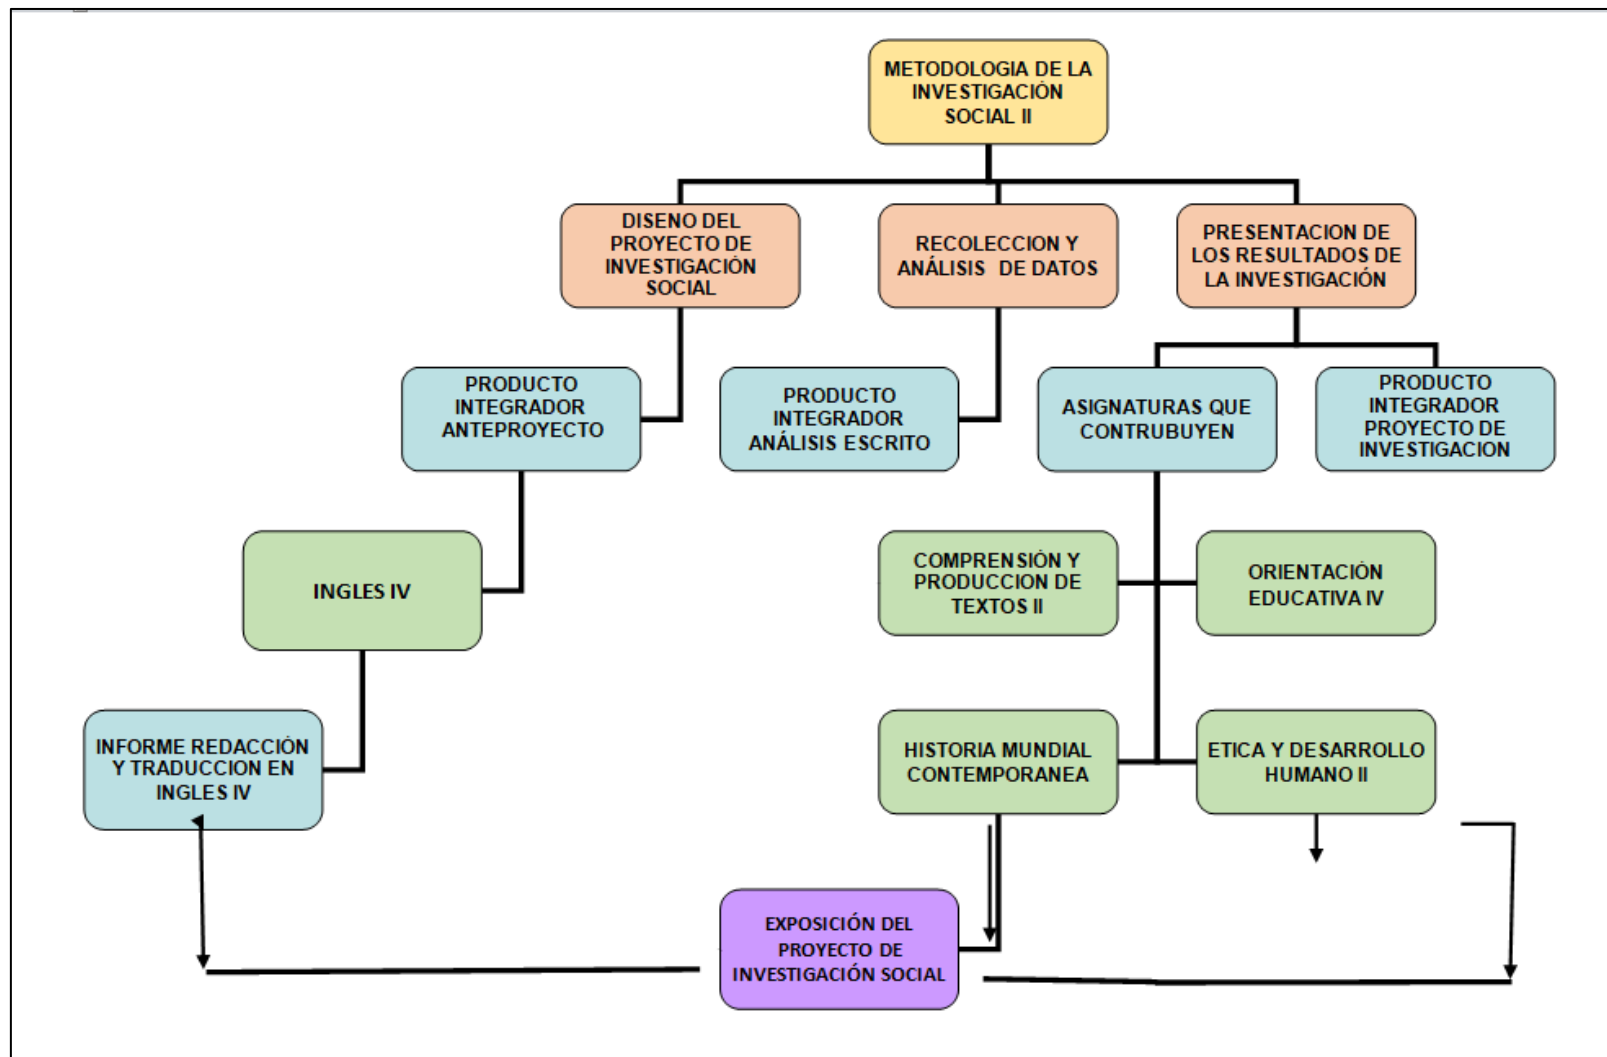 METODOLOGIA DE LA
INVESTIGACIÓN
SOCIAL II
DISENO DEL
PROYECTO DE
INVESTIGACIÓN
SOCIAL
RECOLECCION Y
ANÁLISIS DE DATOS
PRESENTACION DE
LOS RESULTADOS DE
LA INVESTIGACIÓN
PRODUCTO
INTEGRADOR
ANTEPROYECTO
PRODUCTO
INTEGRADOR
ANÁLISIS ESCRITO
ASIGNATURAS QUE
CONTRUBUYEN
PRODUCTO
INTEGRADOR
PROYECTO DE
INVESTIGACION
INGLES IV
COMPRENSIÓN Y
PRODUCCION DE
TEXTOS II
ORIENTACIÓN
EDUCATIVA IV
INFORME REDACCIÓN
Y TRADUCCION EN
INGLES IV
HISTORIA MUNDIAL
CONTEMPORANEA
ETICA Y DESARROLLO
HUMANO II
EXPOSICIÓN DEL
PROYECTO DE
INVESTIGACIÓN SOCIAL